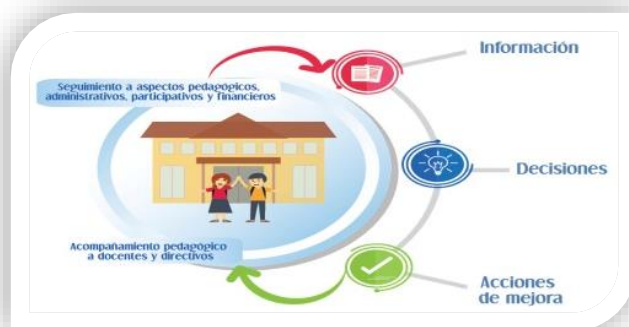 Información
Seguimiento a aspectos pedagógicos,
administrativos, participativos y financieros
Decisiones
Acompañamiento pedagógico
a docentes y directivos
Acciones
de mejora